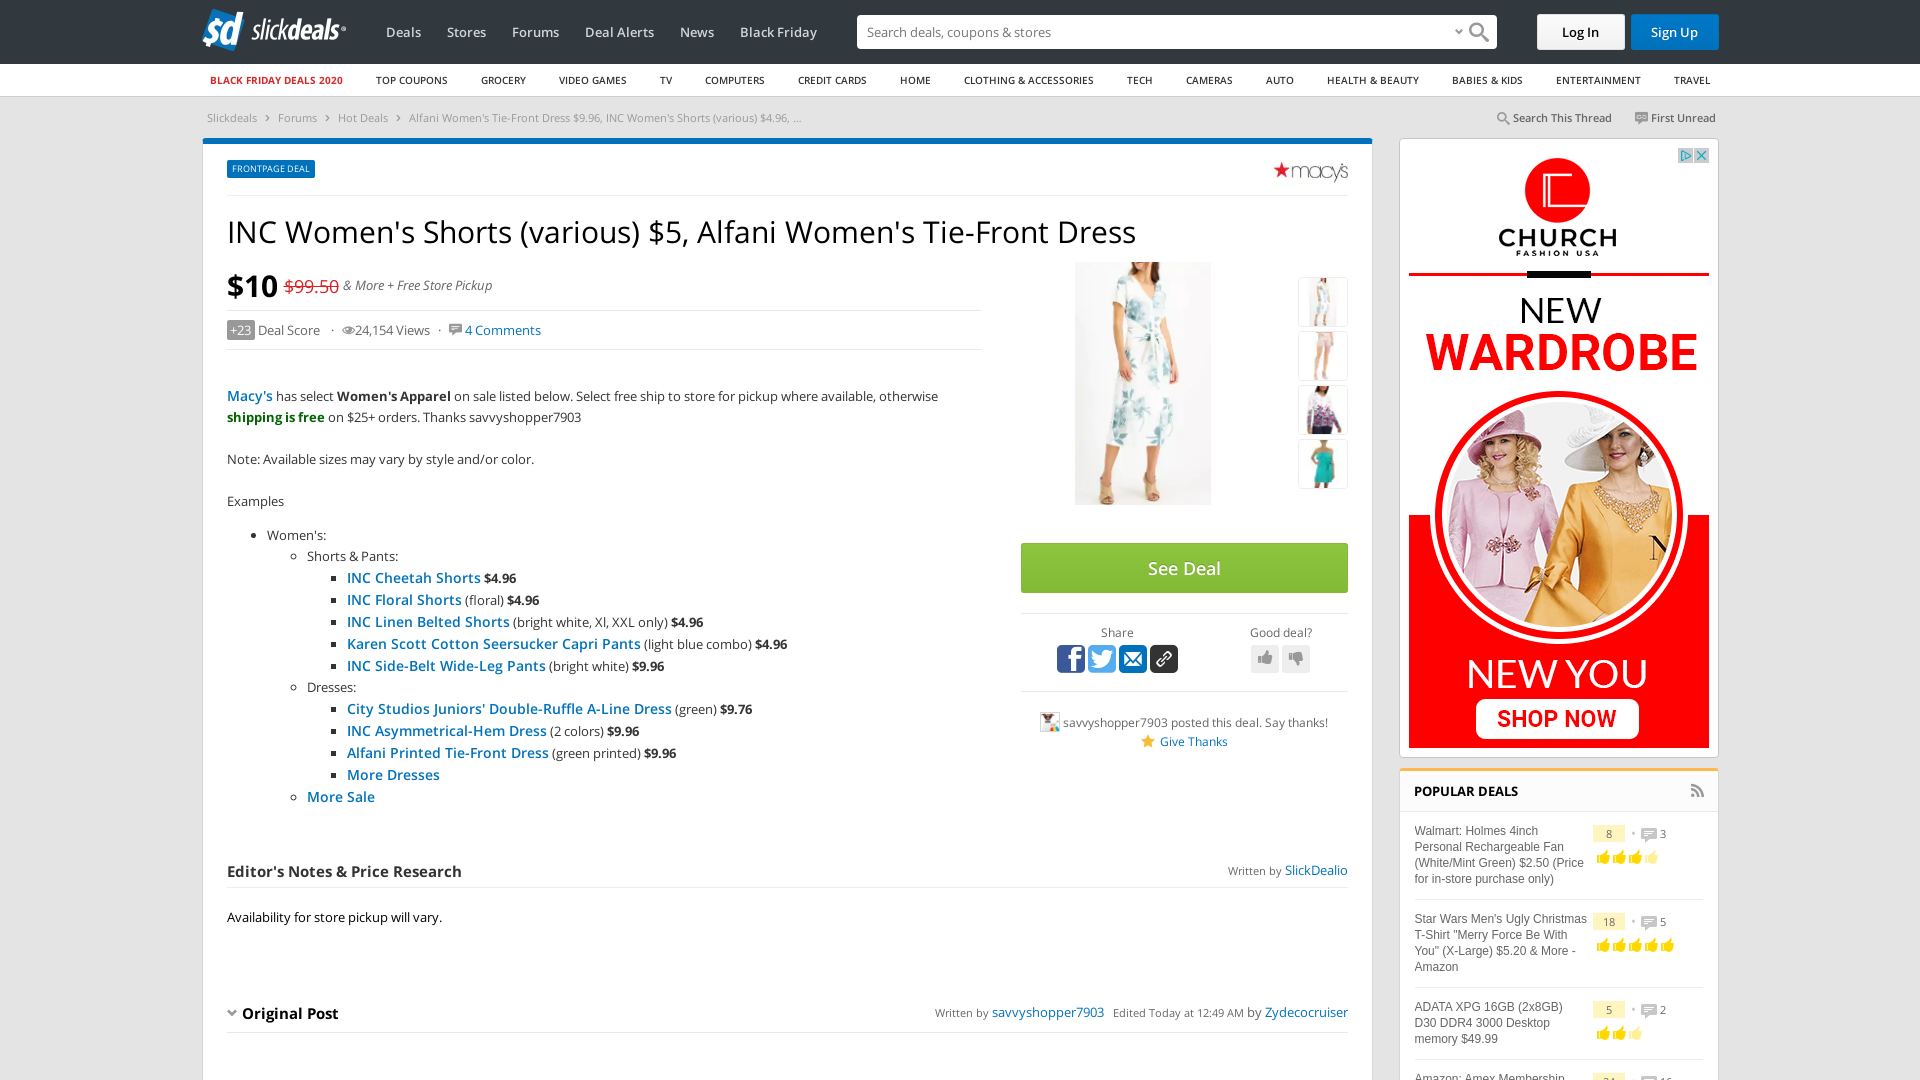 slickdeals
Deals Stores Forums Deal Alerts News Black Friday
Search deals, coupons & search
Log In Sign Up
BLACK FRIDAY DEALS 2020 TOP COUPONS GROCERY VIDEO GAMES TV COMPUTERS CREDIT CARDS HOME CLOTHING & ACCESSORIES TECH CAMERAS AUTO HEALTH & BEAUTY BABIES & KIDS ENTERTAINMENT TRAVEL
Slickdeals › Forums › Hot Deals › Alfani Women's Tie-Front Dress $9.96, INC Women's Shorts (various) $4.96, ...
Search This Thread First Unread
FRONTPAGE DEAL
macy's
INC Women's Shorts (various) $5, Alfani Women's Tie-Front Dress
$10 $99.50 & More + Free Store Pickup
+23 Deal Score · 24,154 Views · 4 Comments
Macy's has select Women's Apparel on sale listed below. Select free ship to store for pickup where available, otherwise
shipping is free on $25+ orders. Thanks savvyshopper7903
Note: Available sizes may vary by style and/or color.
Examples
Women's:
Shorts & Pants:
INC Cheetah Shorts $4.96
INC Floral Shorts (floral) $4.96
INC Linen Belted Shorts (bright white, Xl, XXL only) $4.96
Karen Scott Cotton Seersucker Capri Pants (light blue combo) $4.96
INC Side-Belt Wide-Leg Pants (bright white) $9.96
Dresses:
City Studios Juniors' Double-Ruffle A-Line Dress (green) $9.76
INC Asymmetrical-Hem Dress (2 colors) $9.96
Alfani Printed Tie-Front Dress (green printed) $9.96
More Dresses
More Sale
See Deal
Share Good deal?
savvyshopper7903 posted this deal. Say thanks!
Give Thanks
Editor's Notes & Price Research
Written by SlickDealio
Availability for store pickup will vary.
Original Post
Written by savvyshopper7903 Edited Today at 12:49 AM by Zydecocruiser
CHURCH
FASHION USA
NEW
WARDROBE
NEW YOU
SHOP NOW
POPULAR DEALS
Walmart: Holmes 4inch
Personal Rechargeable Fan
(White/Mint Green) $2.50 (Price
for in-store purchase only)
8 • 3
Star Wars Men's Ugly Christmas
T-Shirt "Merry Force Be With
You" (X-Large) $5.20 & More -
Amazon
18 • 5
ADATA XPG 16GB (2x8GB)
D30 DDR4 3000 Desktop
memory $49.99
5 • 2
Amazon: Amex Membership